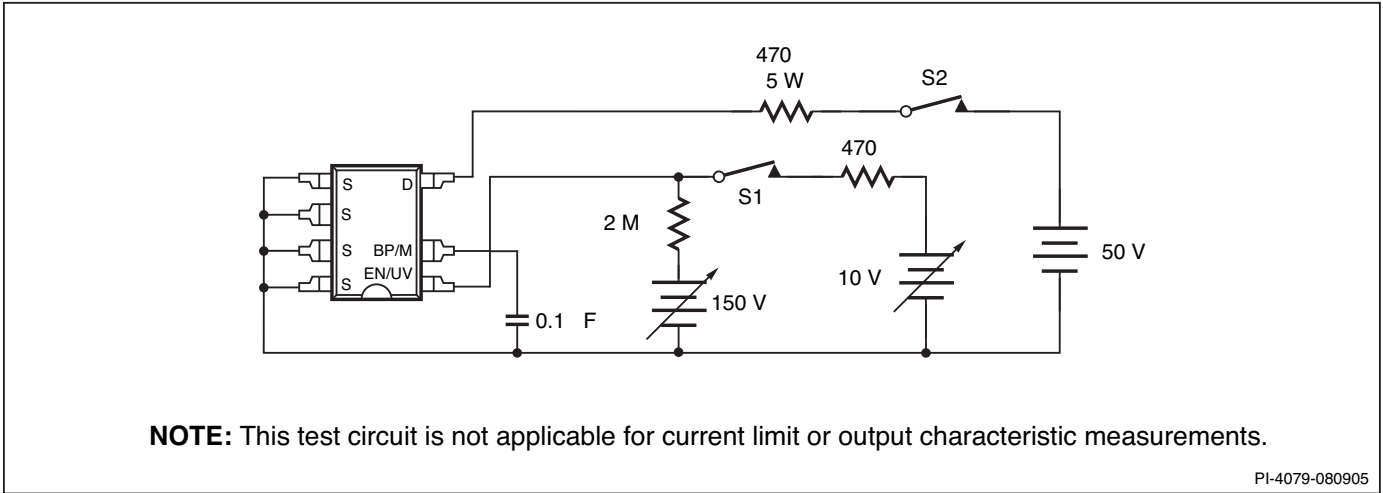 470
5 W
S2
470
S1
S D
S
S BP/M
EN/UV
S
2 M
150 V
10 V
50 V
0.1 F
NOTE: This test circuit is not applicable for current limit or output characteristic measurements.
PI-4079-080905